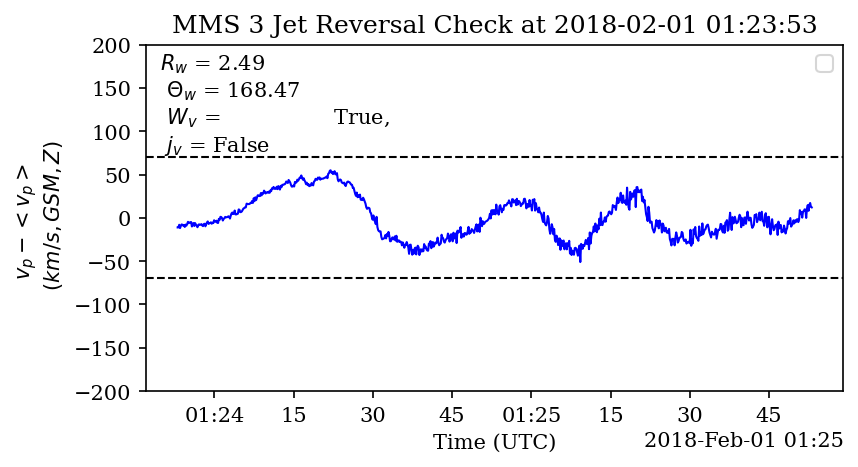 MMS 3 Jet Reversal Check at 2018-02-01 01:23:53
R_w = 2.49
Θ_w = 168.47
W_v = True,
j_v = False
v_p − < v_p >
(km/s, GSM, Z)
200
150
100
50
0
−50
−100
−150
−200
01:24 15 30 45 01:25 15 30 45
Time (UTC) 2018-Feb-01 01:25